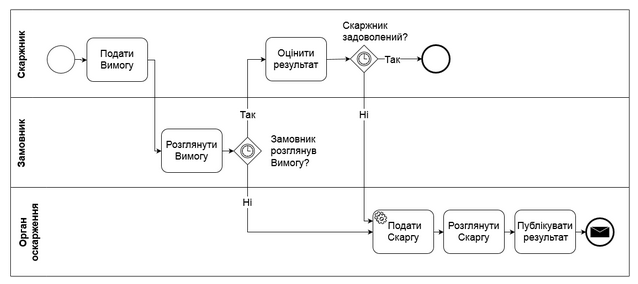 Скаржник
Подати
Вимогу
Оцінити
результат
Скаржник
задоволений?
Так
Замовник
Розглянути
Вимогу
Так
Замовник
розглянув
Вимогу?
Ні
Ні
Орган
оскарження
Подати
Скаргу
Розглянути
Скаргу
Публікувати
результат